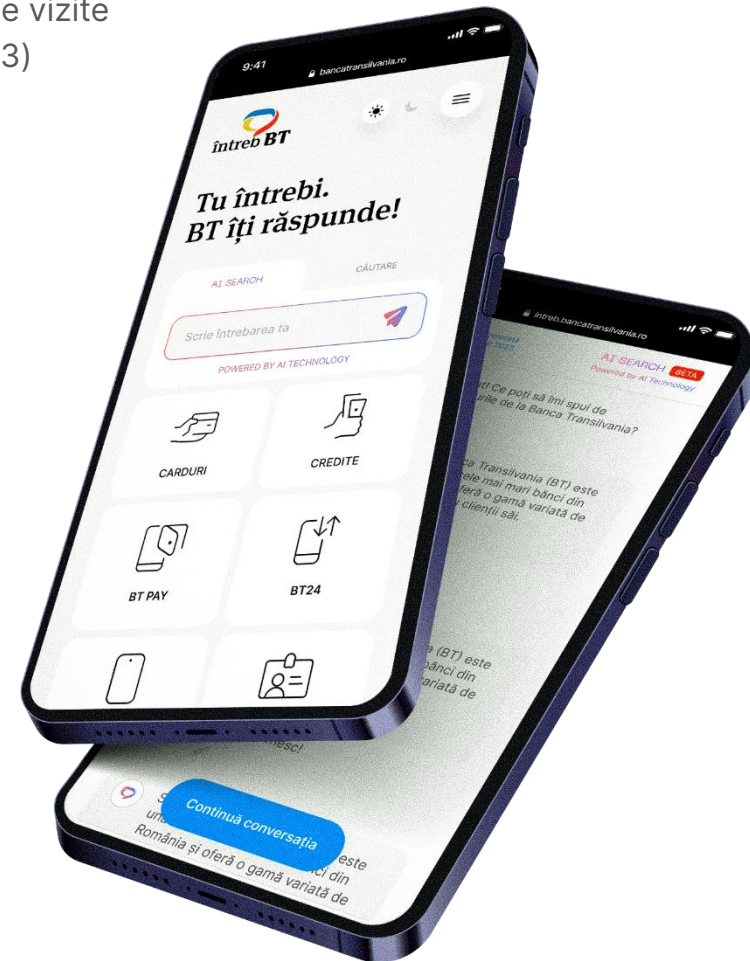 e vizite
3)
9:41
bancatransilvania.ro
întreb BT
Tu întrebi.
BT îți răspunde!
AI SEARCH
CĂUTARE
Scrie întrebarea ta
POWERED BY AI TECHNOLOGY
CARDURI
CREDITE
BT PAY
BT24
intreb.bancatransilvania.ro
2023
AI SEARCH BETA
Powered by AI Technology
Ce poți să îmi spui de
de la Banca Transilvania?
Transilvania (BT) este
mai mari bănci din
o gamă variată de
clienții săi.
(BT) este
bănci din
variată de
Continuă conversația
este
din
România și oferă o gamă variată de